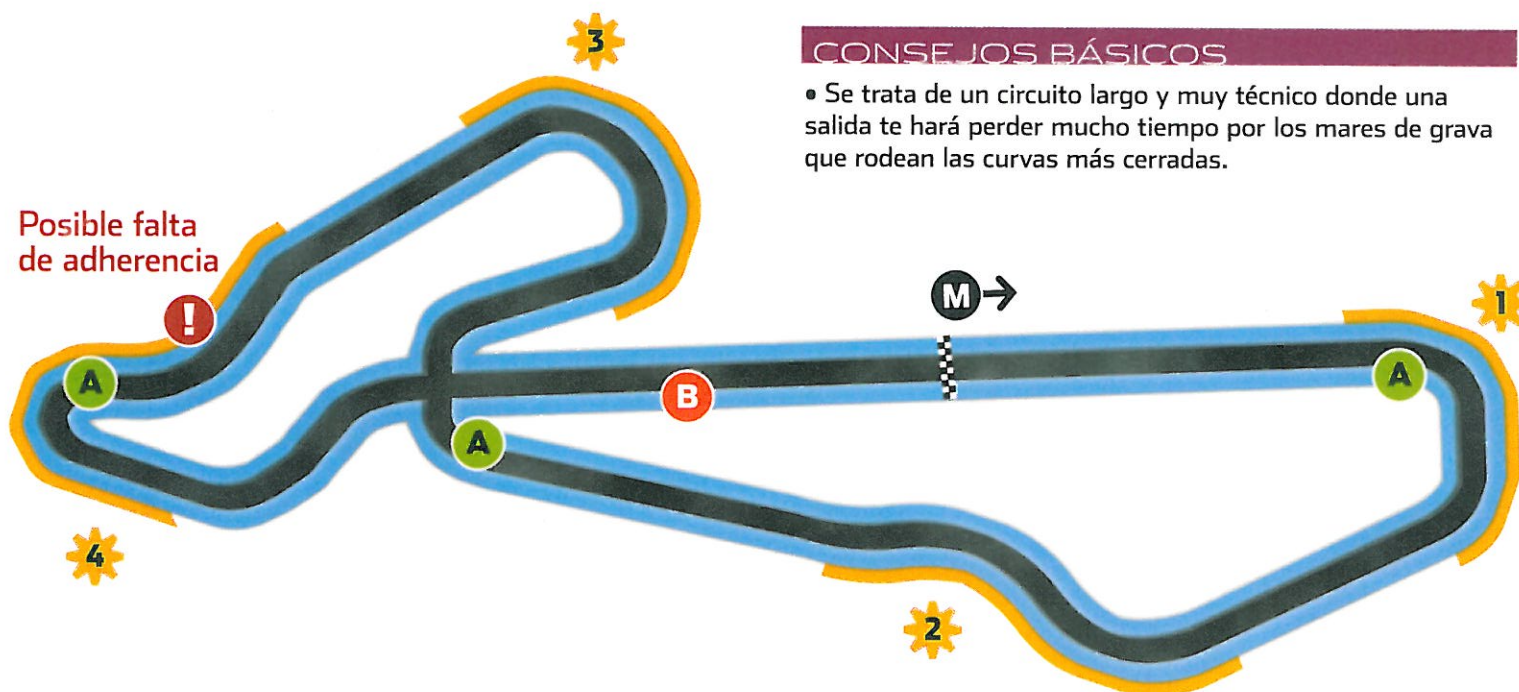 3
CONSEJOS BÁSICOS
• Se trata de un circuito largo y muy técnico donde una
salida te hará perder mucho tiempo por los mares de grava
que rodean las curvas más cerradas.
Posible falta
de adherencia
!
M
1
A
B
A
A
4
2